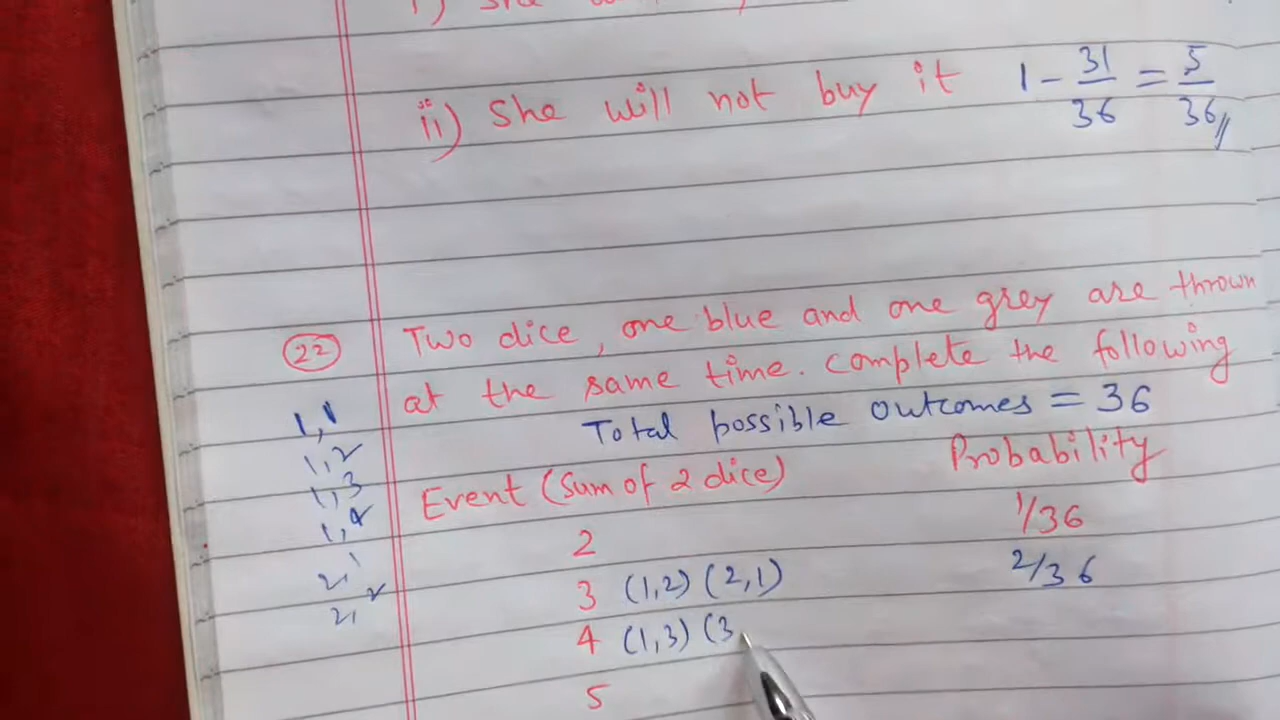 ii) She will not buy it 1 - 31/36 = 5/36 //
22 Two dice, one blue and one grey are thrown
at the same time. complete the following
Total possible outcomes = 36
Event (Sum of 2 dice) Probability
2 1/36
3 (1,2) (2,1) 2/36
4 (1,3) (3
5
1,1
1,2
1,3
1,4
2,1
2,2